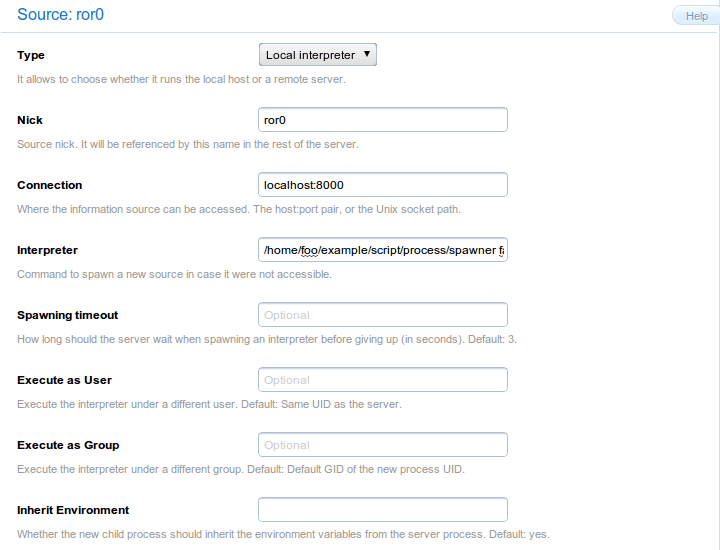 Source: ror0
Help
Type
Local interpreter
It allows to choose whether it runs the local host or a remote server.
Nick
ror0
Source nick. It will be referenced by this name in the rest of the server.
Connection
localhost:8000
Where the information source can be accessed. The host:port pair, or the Unix socket path.
Interpreter
/home/foo/example/script/process/spawner
Command to spawn a new source in case it were not accessible.
Spawning timeout
Optional
How long should the server wait when spawning an interpreter before giving up (in seconds). Default: 3.
Execute as User
Optional
Execute the interpreter under a different user. Default: Same UID as the server.
Execute as Group
Optional
Execute the interpreter under a different group. Default: Default GID of the new process UID.
Inherit Environment
Whether the new child process should inherit the environment variables from the server process. Default: yes.